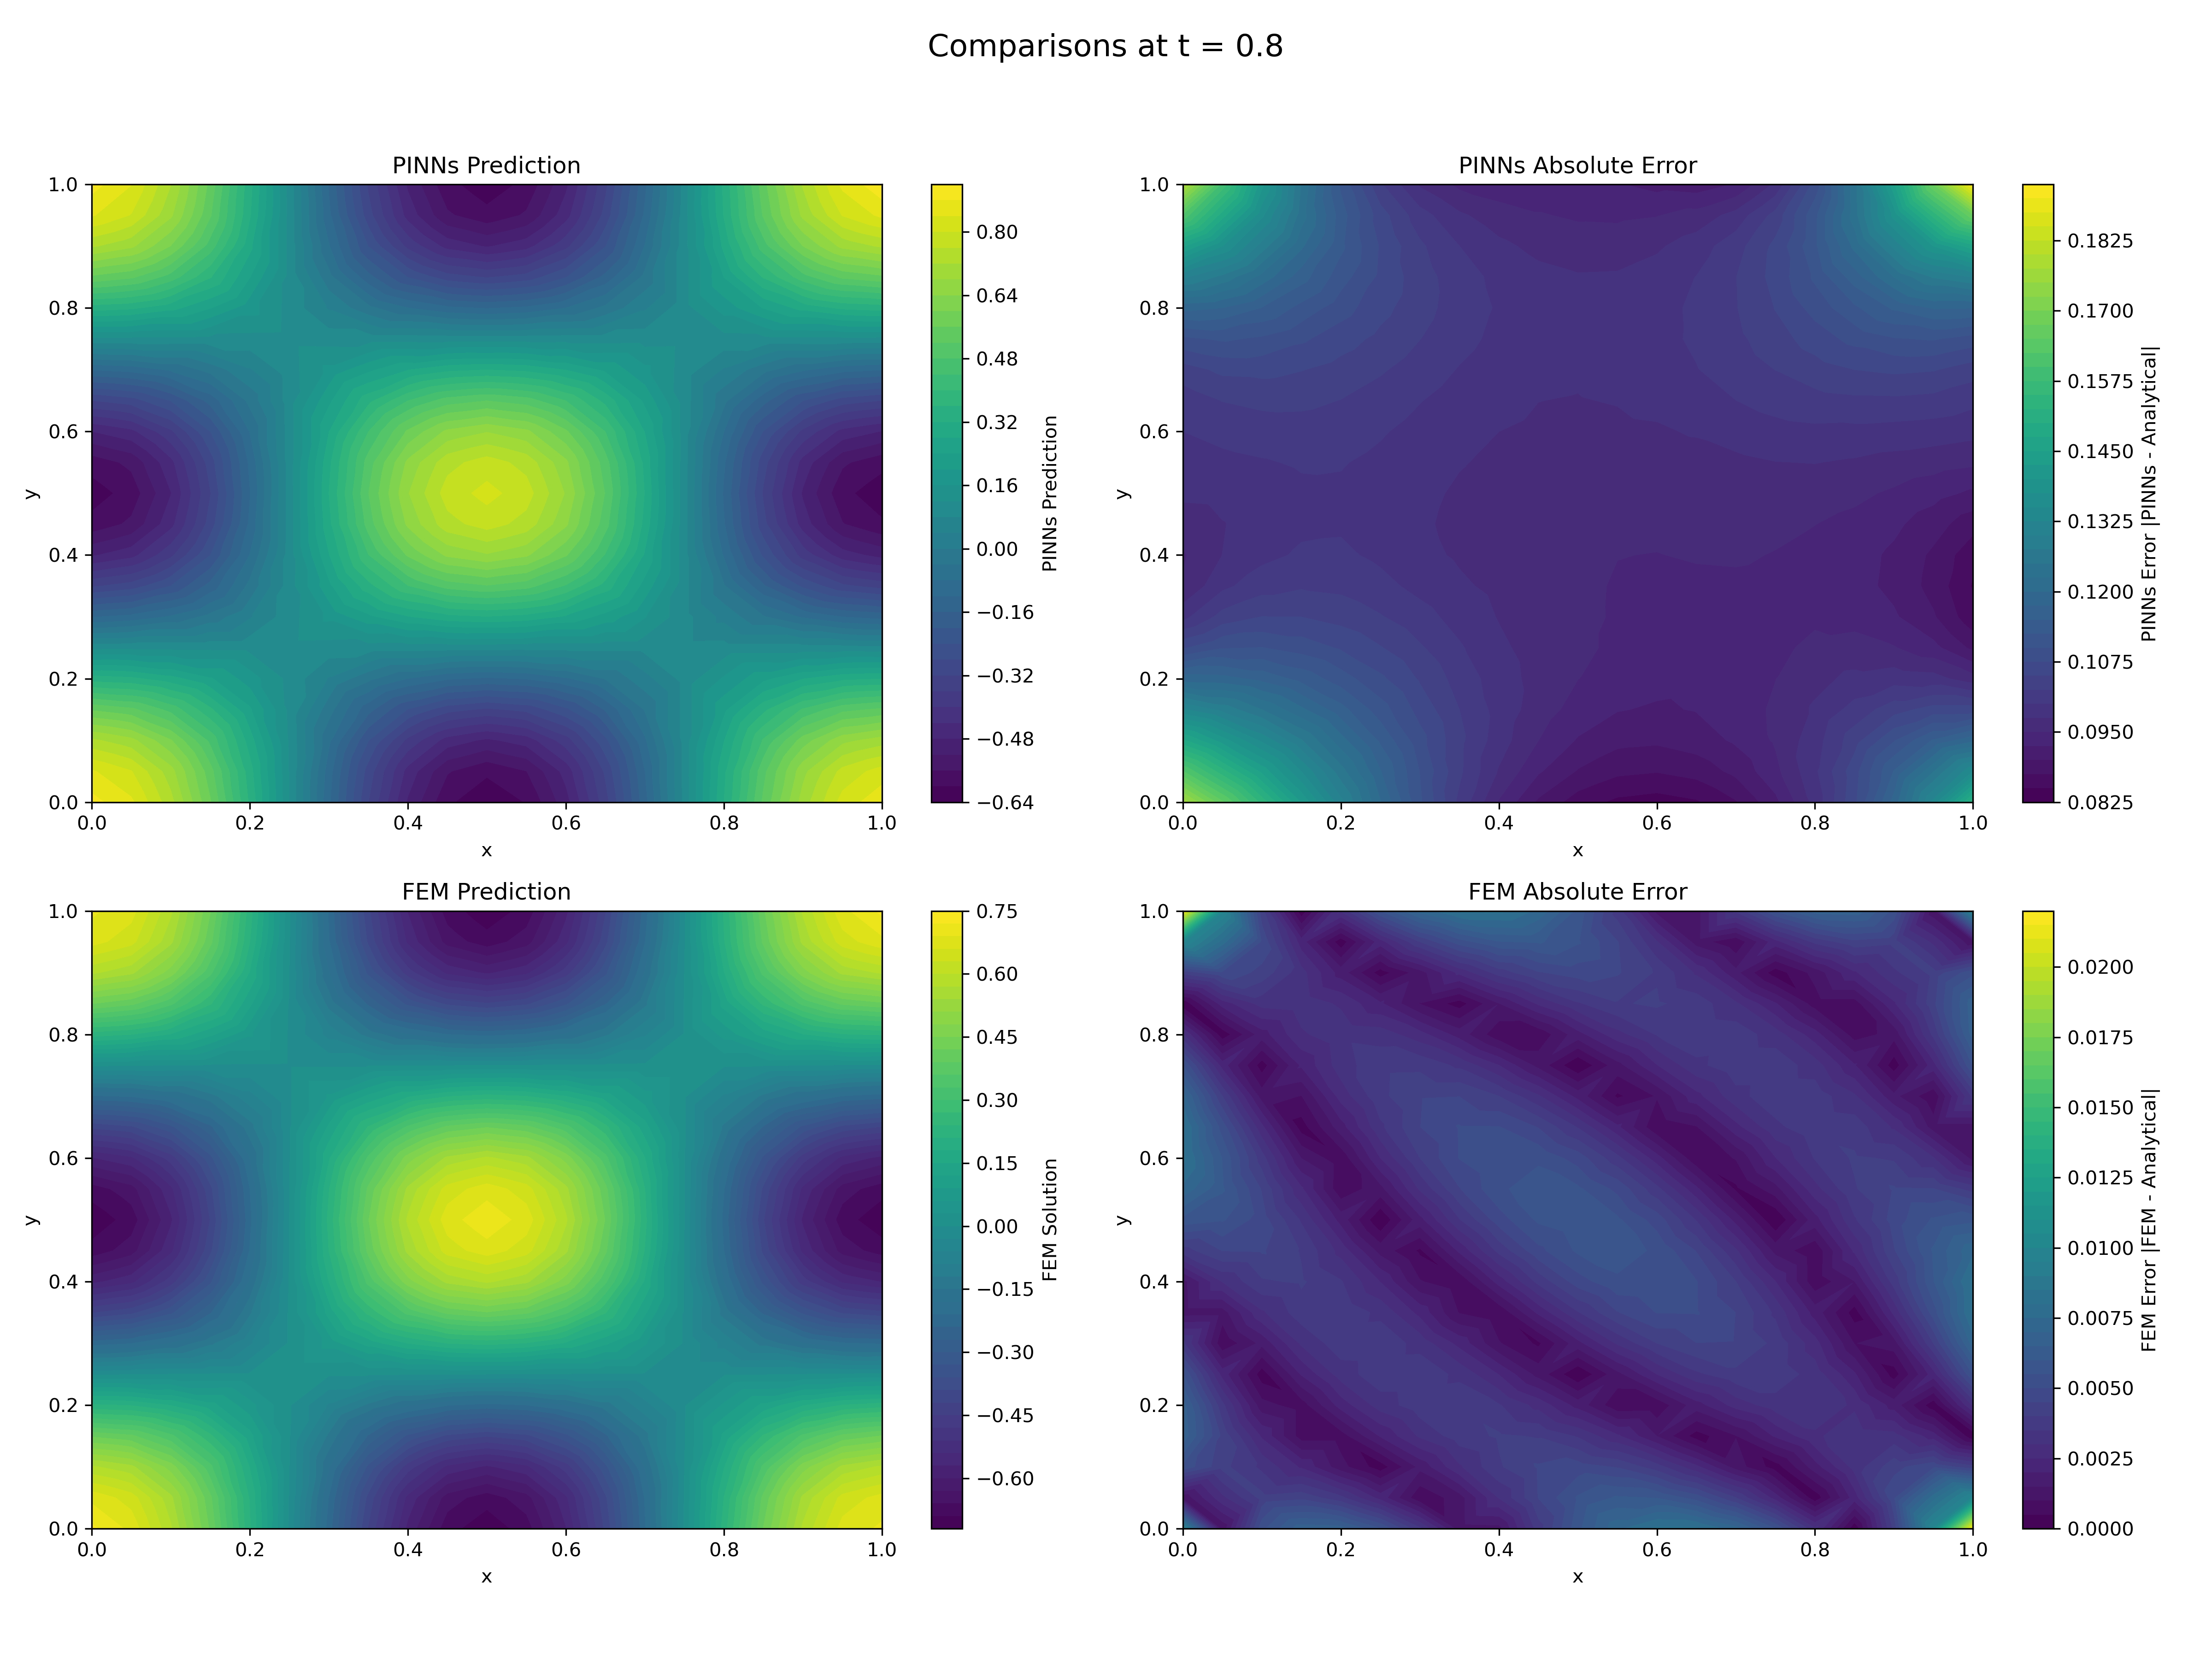 Comparisons at t = 0.8
PINNs Prediction
1.0
0.8
0.6
0.4
0.2
0.0
y
0.0 0.2 0.4 0.6 0.8 1.0
x
0.80
0.64
0.48
0.32
0.16
0.00
−0.16
−0.32
−0.48
−0.64
PINNs Prediction
PINNs Absolute Error
1.0
0.8
0.6
0.4
0.2
0.0
y
0.0 0.2 0.4 0.6 0.8 1.0
x
0.1825
0.1700
0.1575
0.1450
0.1325
0.1200
0.1075
0.0950
0.0825
PINNs Error |PINNs - Analytical|
FEM Prediction
1.0
0.8
0.6
0.4
0.2
0.0
y
0.0 0.2 0.4 0.6 0.8 1.0
x
0.75
0.60
0.45
0.30
0.15
0.00
−0.15
−0.30
−0.45
−0.60
FEM Solution
FEM Absolute Error
1.0
0.8
0.6
0.4
0.2
0.0
y
0.0 0.2 0.4 0.6 0.8 1.0
x
0.0200
0.0175
0.0150
0.0125
0.0100
0.0075
0.0050
0.0025
0.0000
FEM Error |FEM - Analytical|